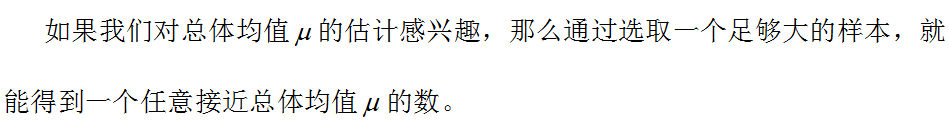 如果我们对总体均值 μ 的估计感兴趣，那么通过选取一个足够大的样本，就
能得到一个任意接近总体均值 μ 的数。